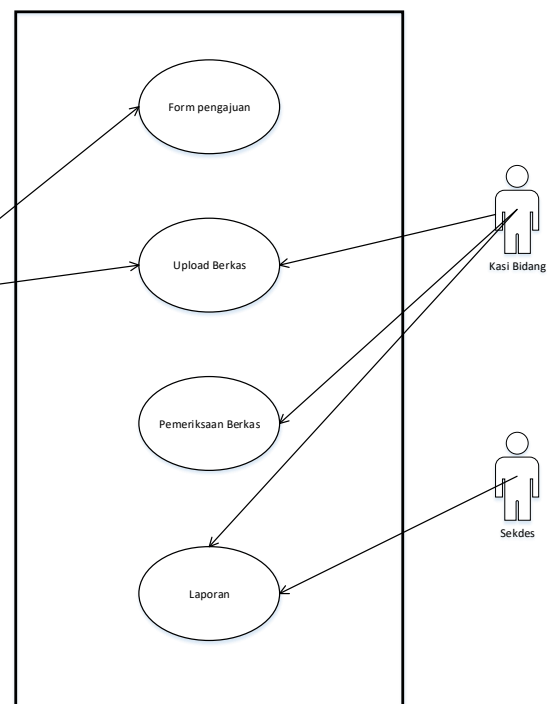 Form pengajuan
Upload Berkas
Kasi Bidang
Pemeriksaan Berkas
Sekdes
Laporan